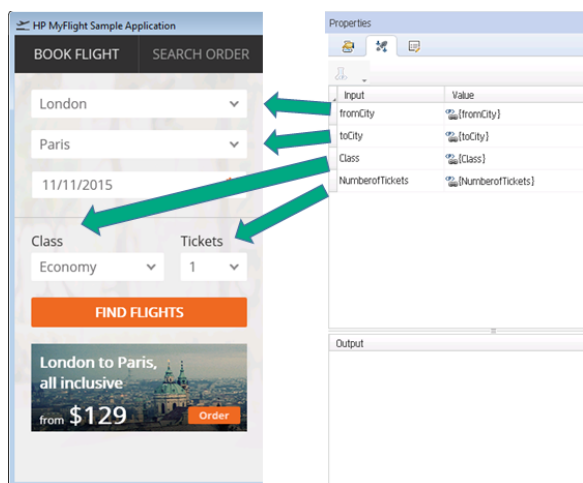 HP MyFlight Sample Application
BOOK FLIGHT SEARCH ORDER
London
Paris
11/11/2015
Class Tickets
Economy 1
FIND FLIGHTS
London to Paris,
all inclusive
from $129 Order
Properties
Input Value
fromCity {fromCity}
toCity {toCity}
Class {Class}
NumberofTickets {NumberofTickets}
Output